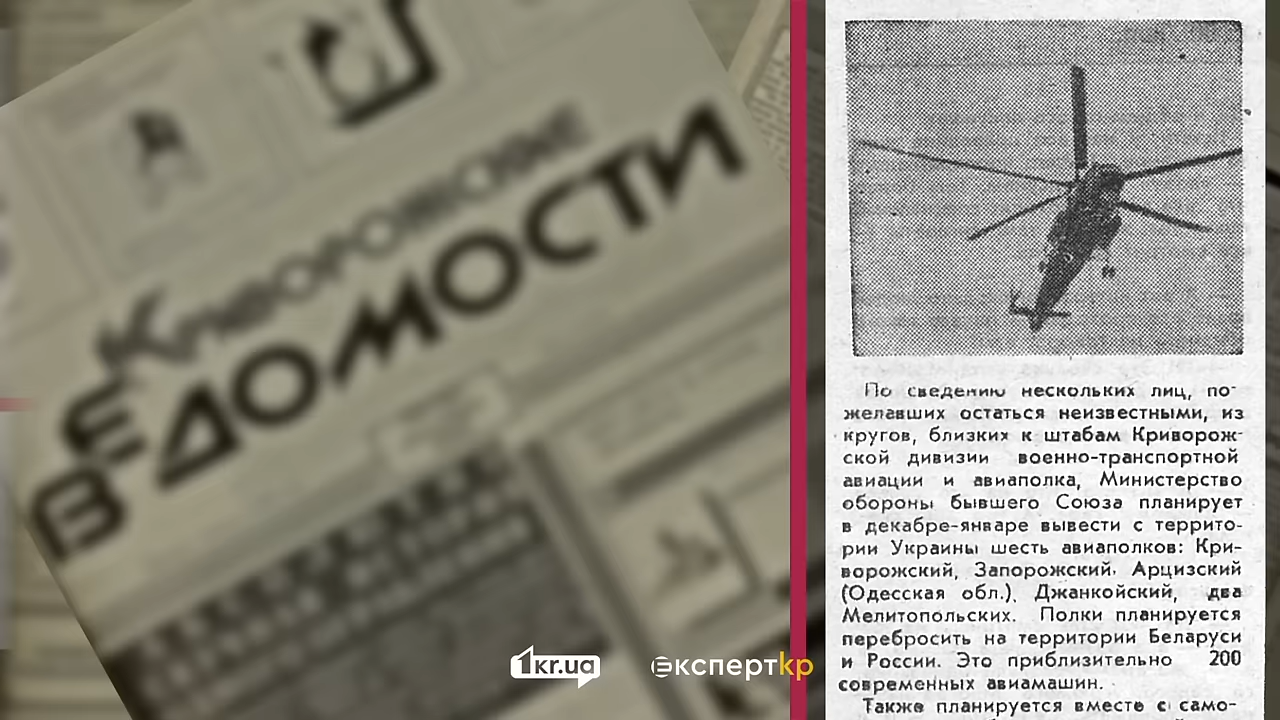 Криворожские
ВЕДОМОСТИ
1kr.ua
експертkp
По сведению нескольких лиц, по-
желавших остаться неизвестными, из
кругов, близких к штабам Криворож-
ской дивизии военно-транспортной
авиации и авиаполка, Министерство
обороны бывшего Союза планирует
в декабре-январе вывести с террито-
рии Украины шесть авиаполков: Кри-
ворожский, Запорожский. Арцизский
(Одесская обл.), Джанкойский, два
Мелитопольских. Полки планируется
перебросить на территории Беларуси
и России. Это приблизительно 200
современных авиамашин.
Также планируется вместе с само-